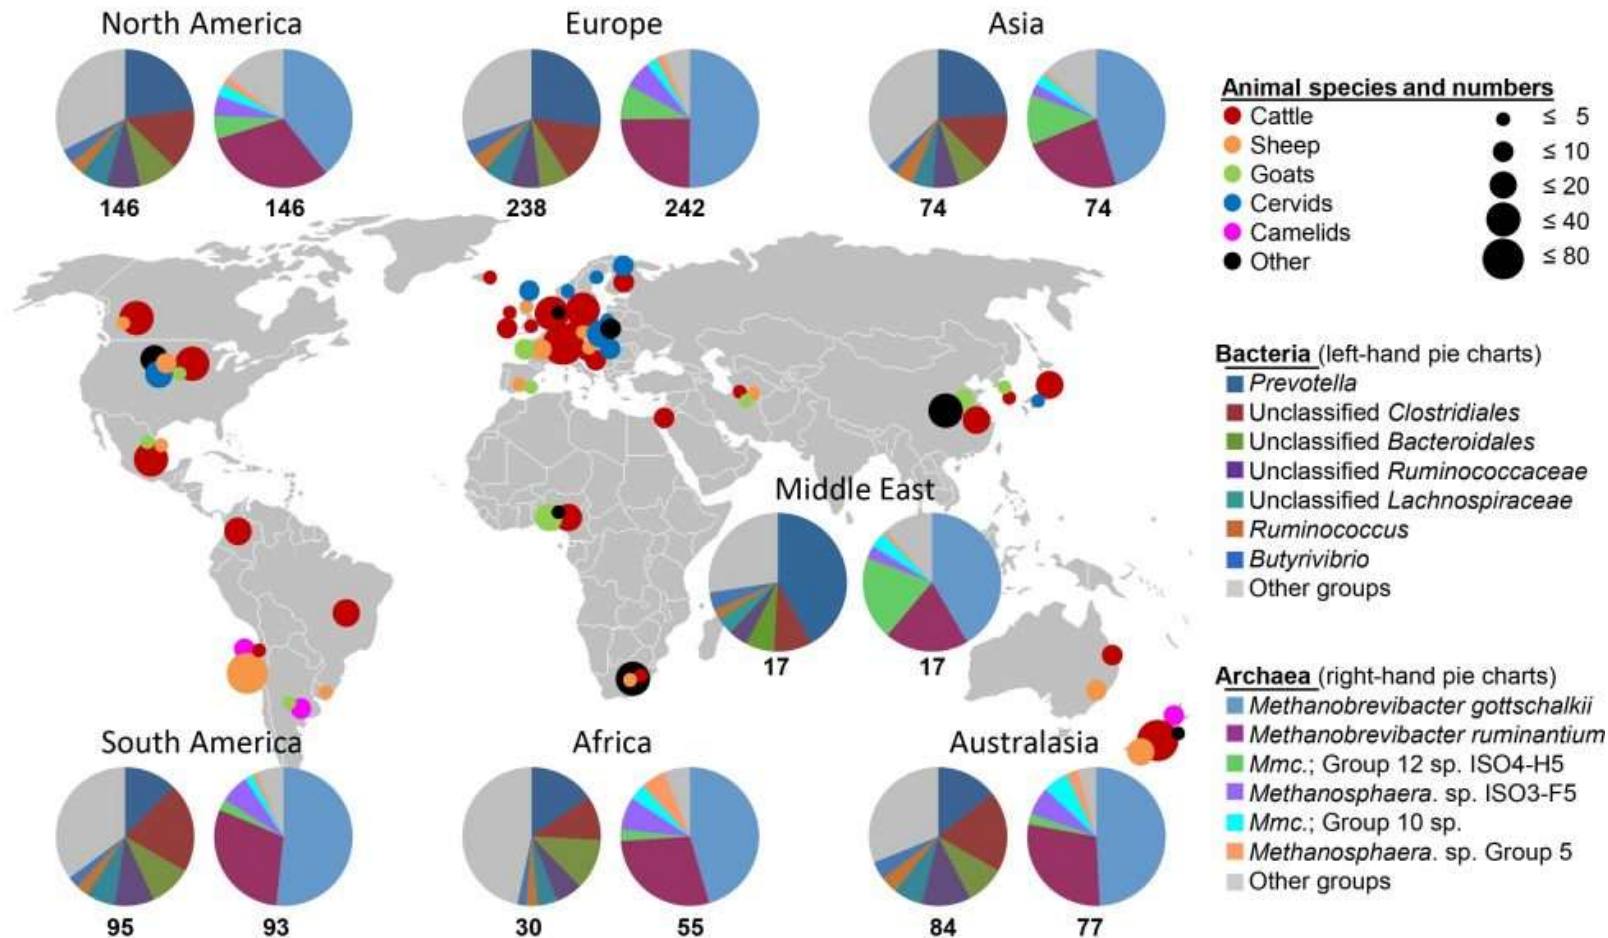 North America
Europe
Asia
146
146
238
242
74
74
Animal species and numbers
Cattle
Sheep
Goats
Cervids
Camelids
Other
≤ 5
≤ 10
≤ 20
≤ 40
≤ 80
Bacteria (left-hand pie charts)
Prevotella
Unclassified Clostridiales
Unclassified Bacteroidales
Unclassified Ruminococcaceae
Unclassified Lachnospiraceae
Ruminococcus
Butyrivibrio
Other groups
Middle East
17
17
Archaea (right-hand pie charts)
Methanobrevibacter gottschalkii
Methanobrevibacter ruminantium
Mmc.; Group 12 sp. ISO4-H5
Methanosphaera. sp. ISO3-F5
Mmc.; Group 10 sp.
Methanosphaera. sp. Group 5
Other groups
South America
Africa
Australasia
95
93
30
55
84
77